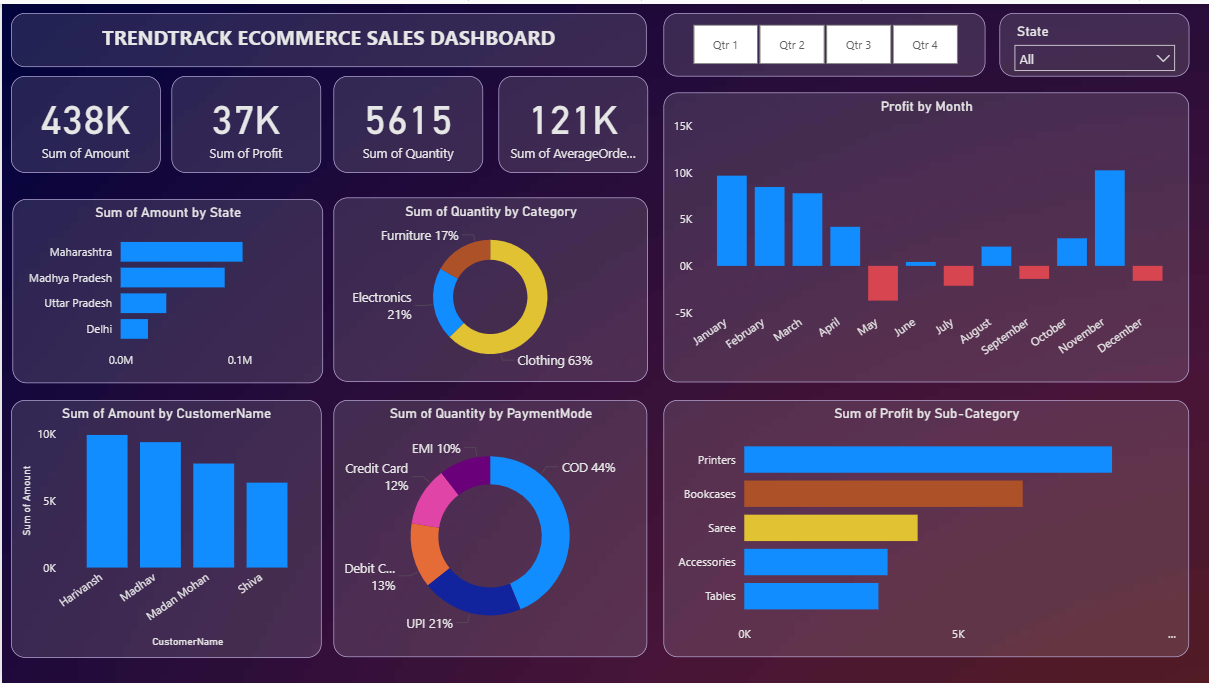 TRENDTRACK ECOMMERCE SALES DASHBOARD
Qtr 1
Qtr 2
Qtr 3
Qtr 4
State
All
438K
Sum of Amount
37K
Sum of Profit
5615
Sum of Quantity
121K
Sum of AverageOrde...
Profit by Month
15K
10K
5K
0K
-5K
January
February
March
April
May
June
July
August
September
October
November
December
Sum of Amount by State
Maharashtra
Madhya Pradesh
Uttar Pradesh
Delhi
0.0M
0.1M
Sum of Quantity by Category
Furniture 17%
Electronics
21%
Clothing 63%
Sum of Amount by CustomerName
Sum of Amount
10K
5K
0K
Harivansh
Madhav
Madan Mohan
Shiva
CustomerName
Sum of Quantity by PaymentMode
EMI 10%
Credit Card
12%
COD 44%
Debit C...
13%
UPI 21%
Sum of Profit by Sub-Category
Printers
Bookcases
Saree
Accessories
Tables
0K
5K
...